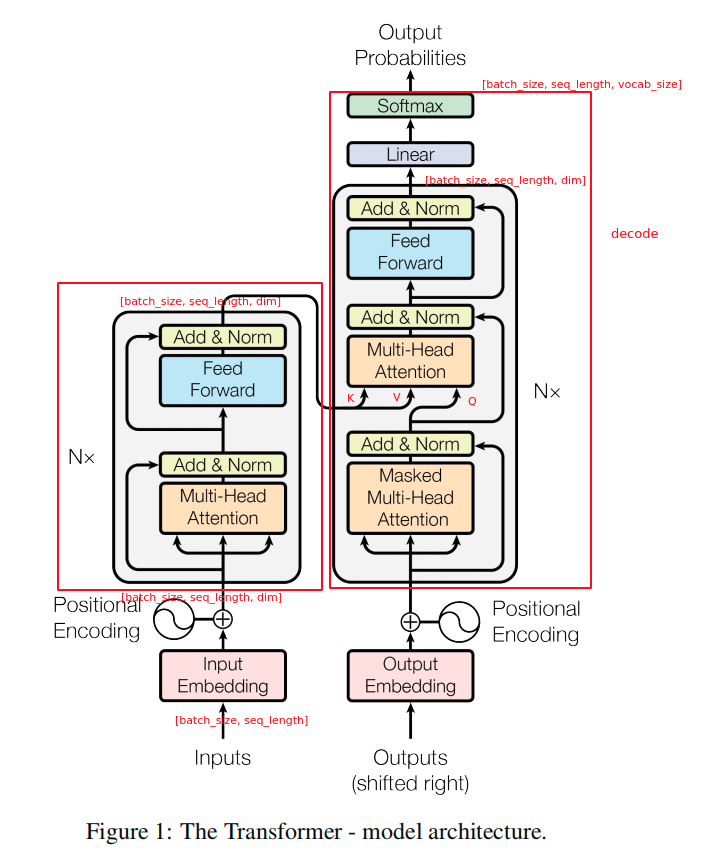 Output
Probabilities
[batch_size, seq_length, vocab_size]
Softmax
Linear
[batch_size, seq_length, dim]
Add & Norm
Feed
Forward
decode
Add & Norm
Multi-Head
Attention
K
V
Q
N×
Add & Norm
Masked
Multi-Head
Attention
[batch_size, seq_length, dim]
Add & Norm
Feed
Forward
N×
Add & Norm
Multi-Head
Attention
[batch_size, seq_length, dim]
Positional
Encoding
Positional
Encoding
Input
Embedding
Output
Embedding
[batch_size, seq_length]
Inputs
Outputs
(shifted right)
Figure 1: The Transformer - model architecture.